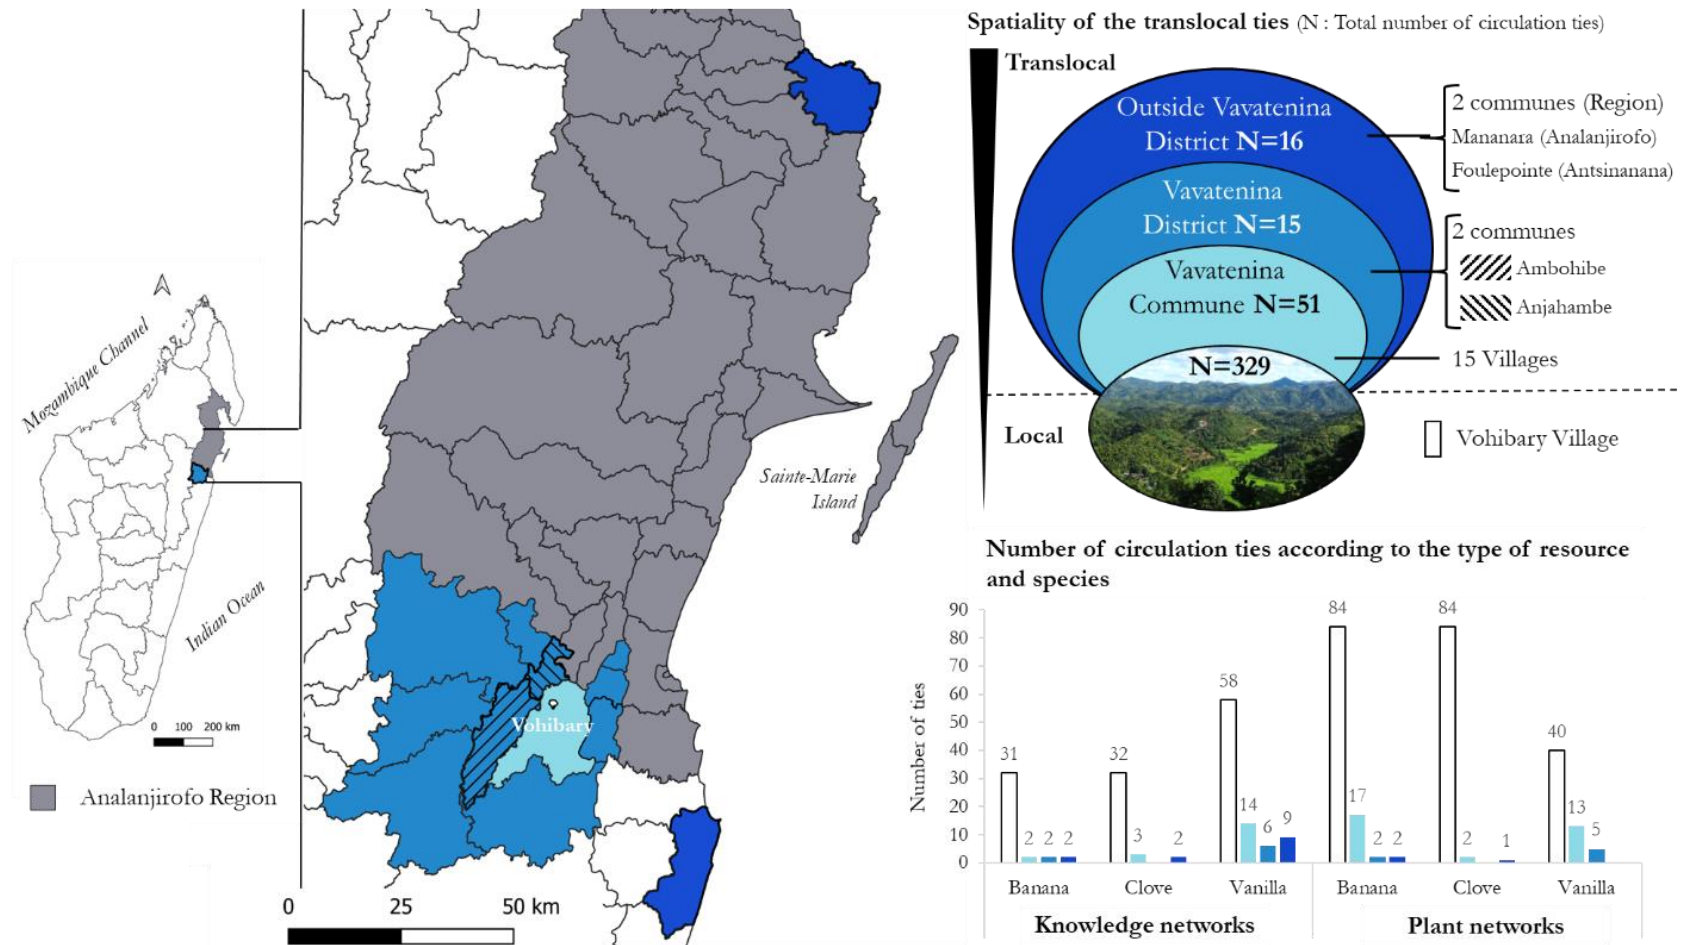 Mozambique Channel
Indian Ocean
0 100 200 km
Analanjirofo Region
Sainte-Marie
Island
Vohibary
0 25 50 km
Spatiality of the translocal ties (N : Total number of circulation ties)
Translocal
Outside Vavatenina
District N=16
Vavatenina
District N=15
Vavatenina
Commune N=51
N=329
Local
2 communes (Region)
Mananara (Analanjirofo)
Foulepointe (Antsinanana)
2 communes
Ambohibe
Anjahambe
15 Villages
Vohibary Village
Number of circulation ties according to the type of resource
and species
Number of ties
90
80
70
60
50
40
30
20
10
0
31 2 2 2
32 3 2
58 14 6 9
84 17 2 2
84 2 1
40 13 5
Banana Clove Vanilla Banana Clove Vanilla
Knowledge networks Plant networks